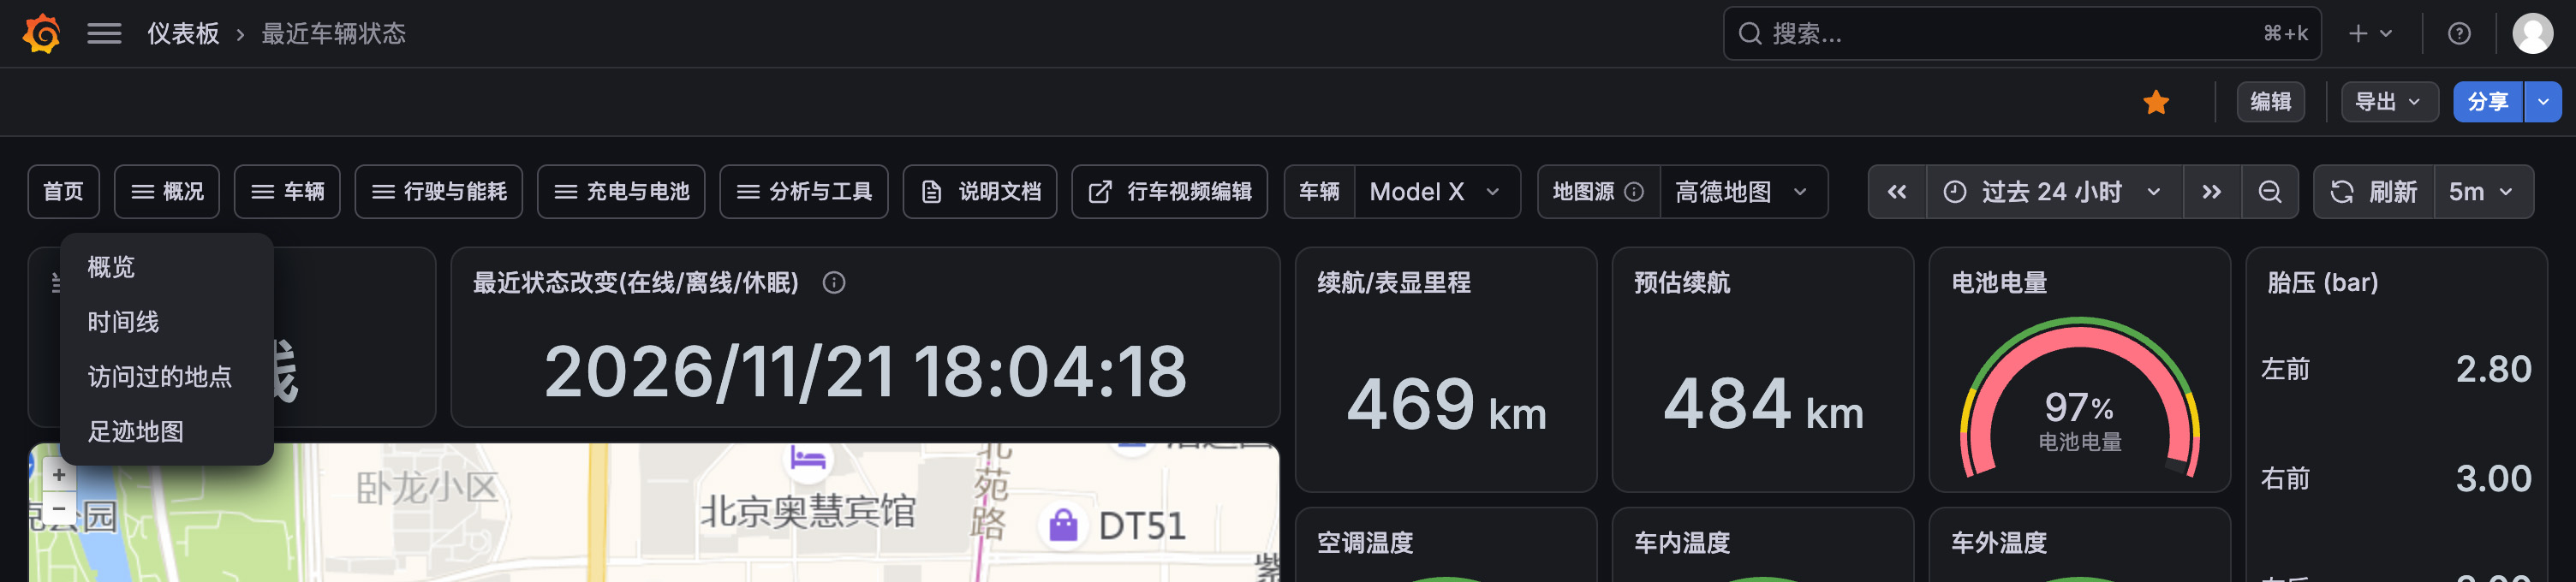 仪表板 › 最近车辆状态
搜索...
⌘+k
编辑
导出
分享
首页
概况
车辆
行驶与能耗
充电与电池
分析与工具
说明文档
行车视频编辑
车辆
Model X
地图源
高德地图
过去 24 小时
刷新
5m
概览
时间线
访问过的地点
足迹地图
最近状态改变(在线/离线/休眠)
2026/11/21 18:04:18
续航/表显里程
469 km
预估续航
484 km
电池电量
97%
电池电量
胎压 (bar)
左前
2.80
右前
3.00
空调温度
车内温度
车外温度
+
−
公园
卧龙小区
北京奥慧宾馆
北苑路
DT51